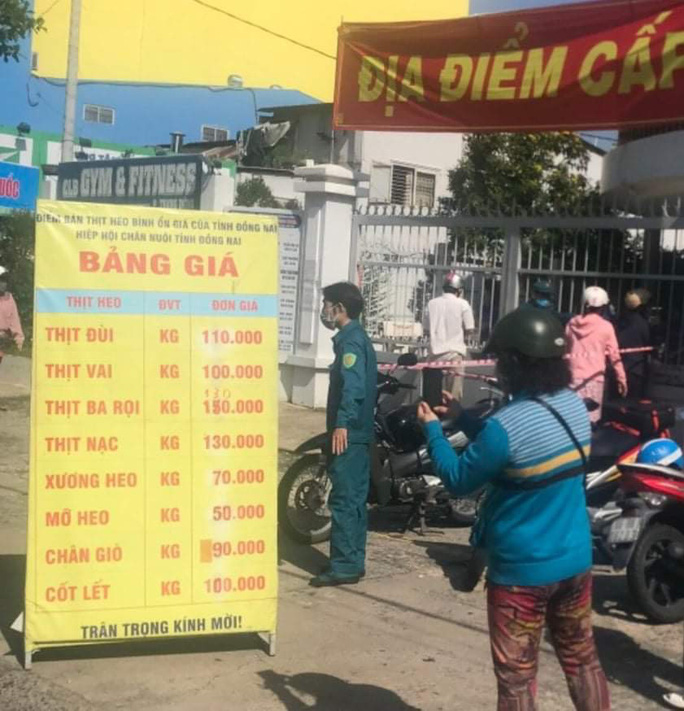 ĐỊA ĐIỂM CẤP
CLB GYM & FITNESS
ĐIỂM BÁN THỊT HEO BÌNH ỔN GIÁ CỦA TỈNH ĐỒNG NAI
HIỆP HỘI CHĂN NUÔI TỈNH ĐỒNG NAI
BẢNG GIÁ
THỊT HEO ĐVT ĐƠN GIÁ
THỊT ĐÙI KG 110.000
THỊT VAI KG 100.000
130
THỊT BA RỌI KG 150.000
THỊT NẠC KG 130.000
XƯƠNG HEO KG 70.000
MỠ HEO KG 50.000
CHÂN GIÒ KG 90.000
CỐT LẾT KG 100.000
TRÂN TRỌNG KÍNH MỜI!